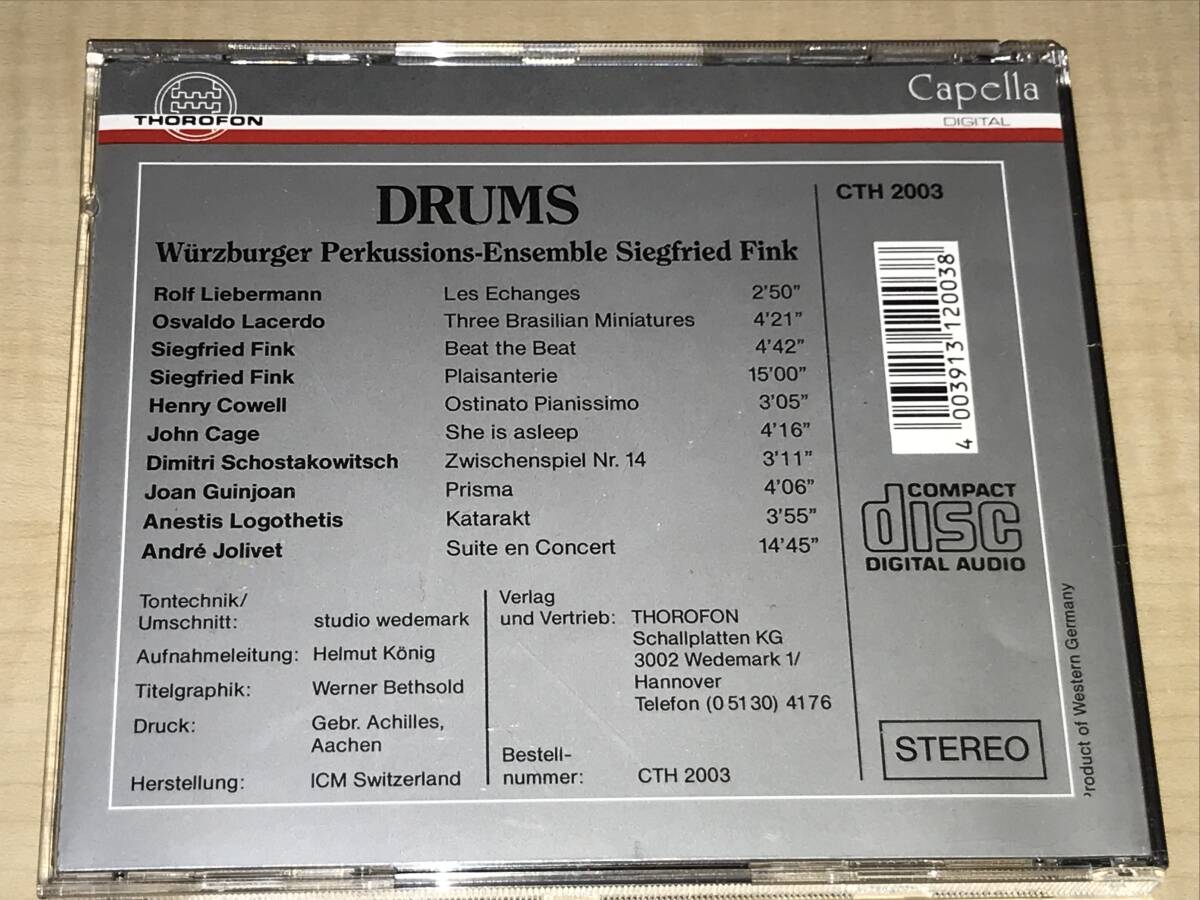 THOROFON
Capella
DIGITAL
DRUMS
Würzburger Perkussions-Ensemble Siegfried Fink
Rolf Liebermann Les Echanges 2'50"
Osvaldo Lacerdo Three Brasilian Miniatures 4'21"
Siegfried Fink Beat the Beat 4'42"
Siegfried Fink Plaisanterie 15'00"
Henry Cowell Ostinato Pianissimo 3'05"
John Cage She is asleep 4'16"
Dimitri Schostakowitsch Zwischenspiel Nr. 14 3'11"
Joan Guinjoan Prisma 4'06"
Anestis Logothetis Katarakt 3'55"
André Jolivet Suite en Concert 14'45"
Tontechnik/
Umschnitt: studio wedemark
Aufnahmeleitung: Helmut König
Titelgraphik: Werner Bethsold
Druck: Gebr. Achilles,
Aachen
Herstellung: ICM Switzerland
Verlag
und Vertrieb: THOROFON
Schallplatten KG
3002 Wedemark 1/
Hannover
Telefon (0 51 30) 41 76
Bestell-
nummer: CTH 2003
CTH 2003
4 003913 120038
COMPACT
disc
DIGITAL AUDIO
STEREO
Product of Western Germany